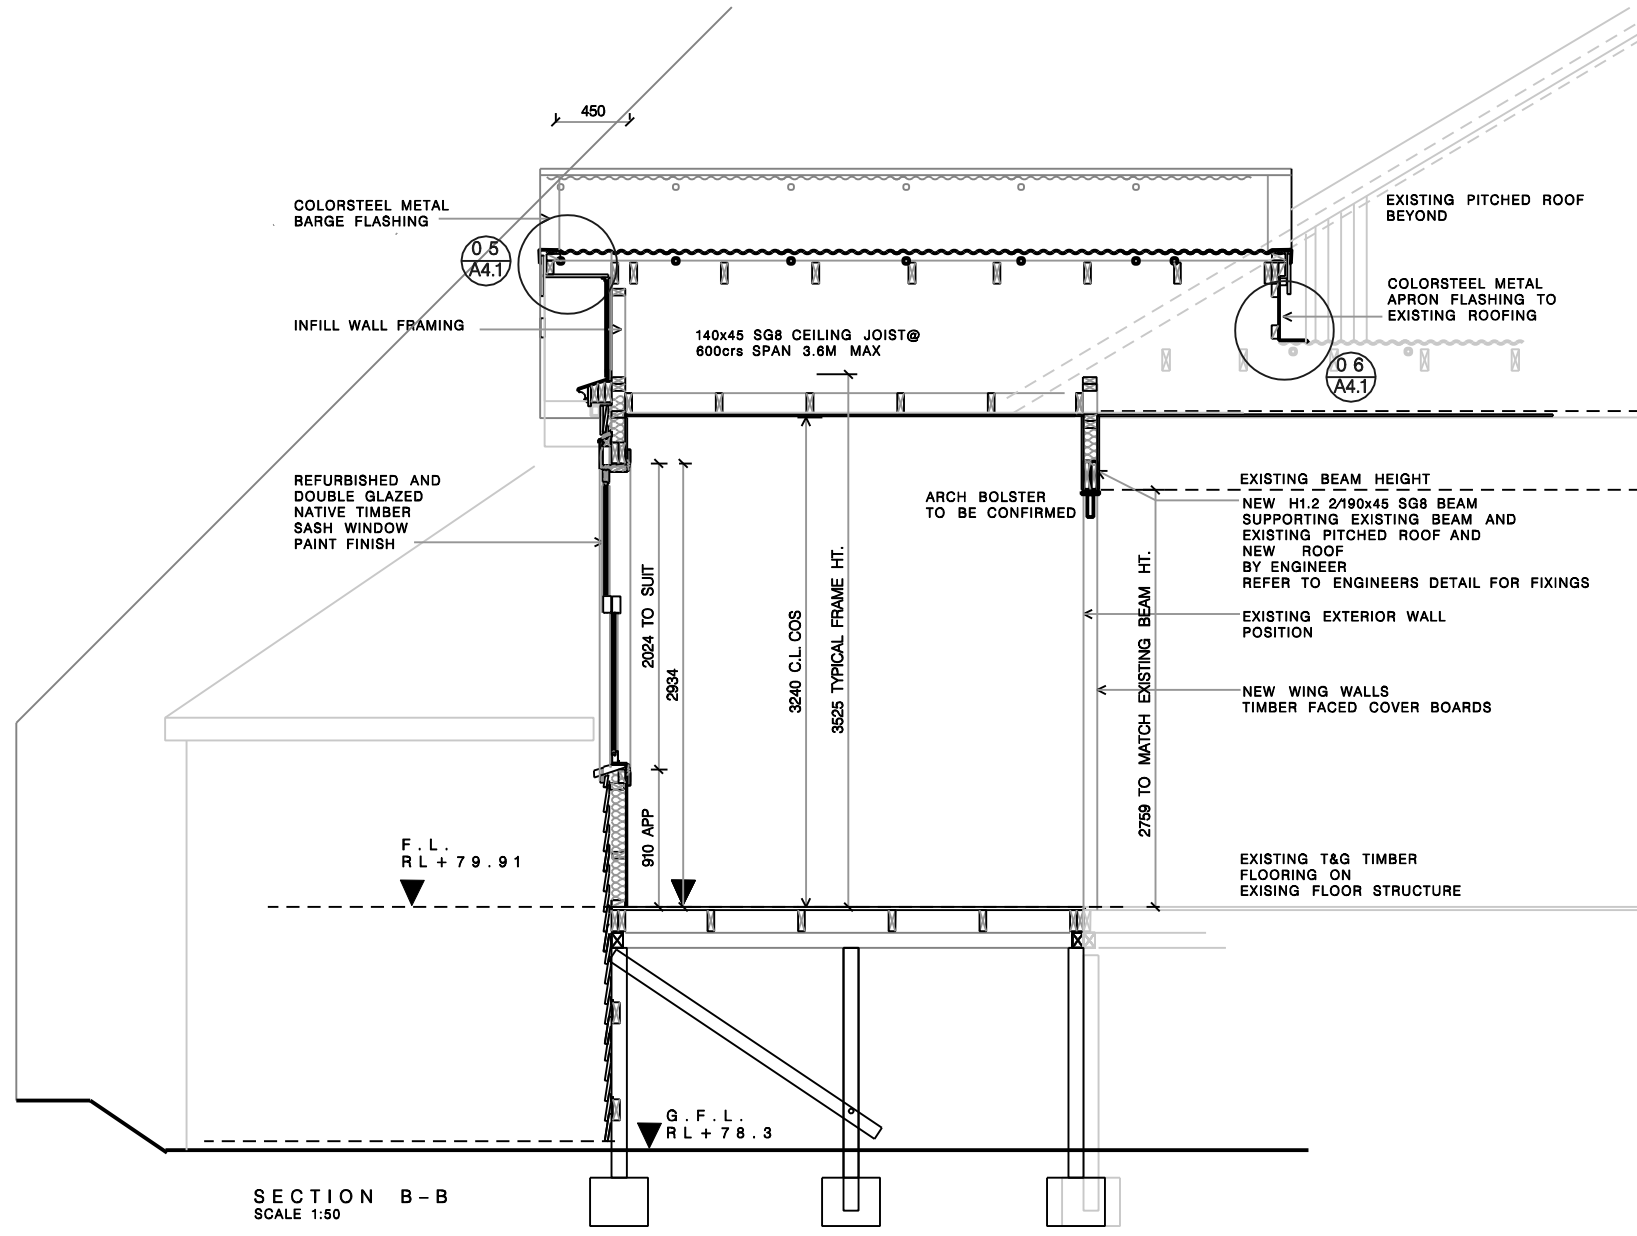 450
COLORSTEEL METAL
BARGE FLASHING
05
A4.1
INFILL WALL FRAMING
140x45 SG8 CEILING JOIST@
600crs SPAN 3.6M MAX
EXISTING PITCHED ROOF
BEYOND
COLORSTEEL METAL
APRON FLASHING TO
EXISTING ROOFING
06
A4.1
REFURBISHED AND
DOUBLE GLAZED
NATIVE TIMBER
SASH WINDOW
PAINT FINISH
ARCH BOLSTER
TO BE CONFIRMED
EXISTING BEAM HEIGHT
NEW H1.2 2/190x45 SG8 BEAM
SUPPORTING EXISTING BEAM AND
EXISTING PITCHED ROOF AND
NEW ROOF
BY ENGINEER
REFER TO ENGINEERS DETAIL FOR FIXINGS
EXISTING EXTERIOR WALL
POSITION
NEW WING WALLS
TIMBER FACED COVER BOARDS
2024 TO SUIT
2934
910 APP
3240 C.L. COS
3525 TYPICAL FRAME HT.
2759 TO MATCH EXISTING BEAM HT.
F.L.
RL+79.91
EXISTING T&G TIMBER
FLOORING ON
EXISING FLOOR STRUCTURE
G.F.L.
RL+78.3
SECTION B-B
SCALE 1:50